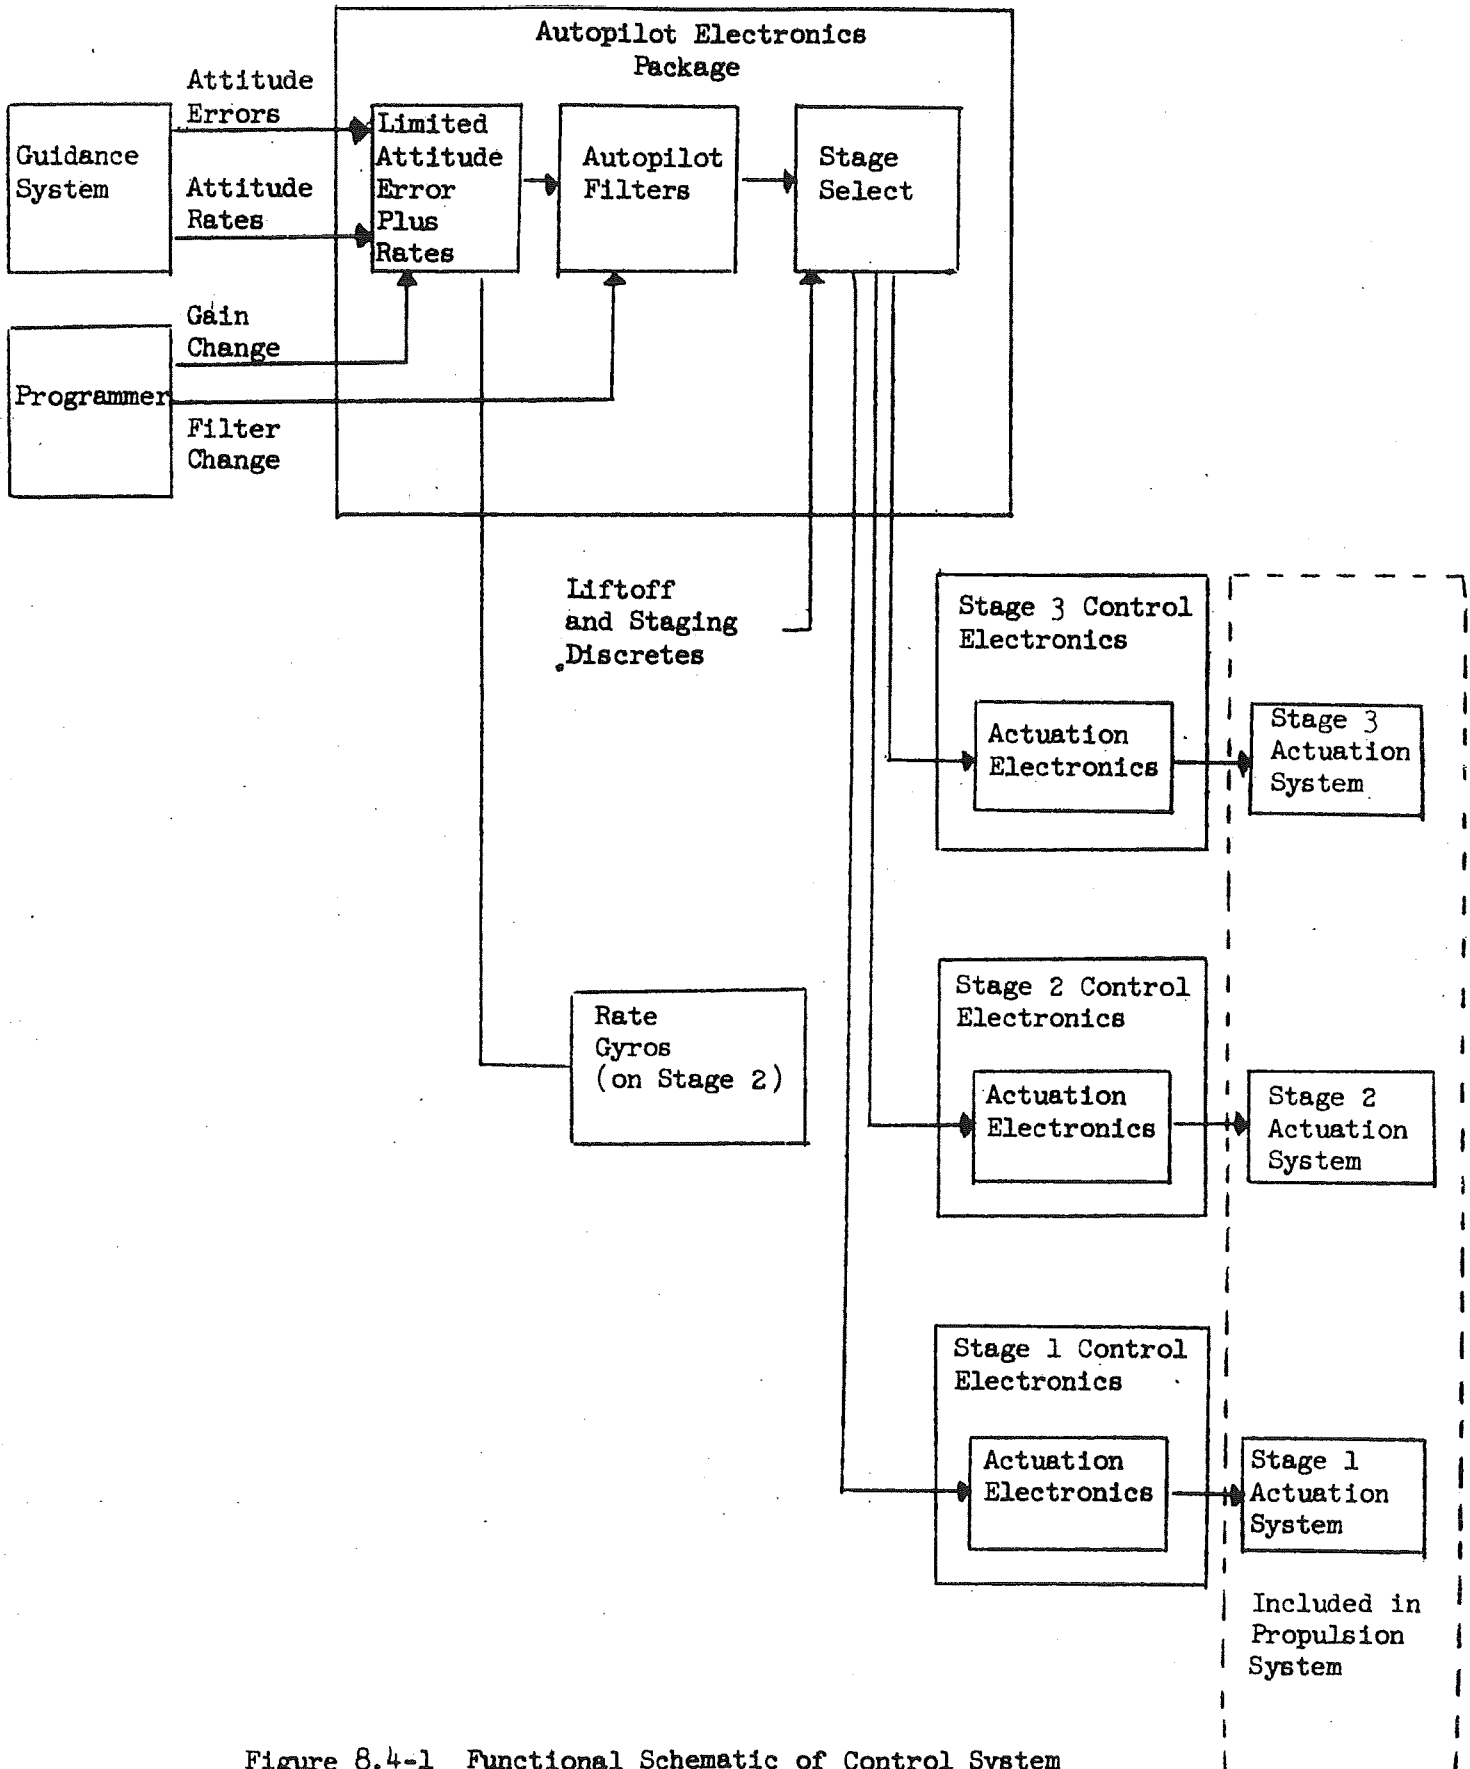 Autopilot Electronics
Package
Attitude
Errors
Guidance
System
Attitude
Rates
Limited
Attitude
Error
Plus
Rates
Autopilot
Filters
Stage
Select
Gain
Change
Programmer
Filter
Change
Liftoff
and Staging
Discretes
Stage 3 Control
Electronics
Actuation
Electronics
Stage 3
Actuation
System
Rate
Gyros
(on Stage 2)
Stage 2 Control
Electronics
Actuation
Electronics
Stage 2
Actuation
System
Stage 1 Control
Electronics
Actuation
Electronics
Stage 1
Actuation
System
Included in
Propulsion
System
Figure 8.4-1 Functional Schematic of Control System